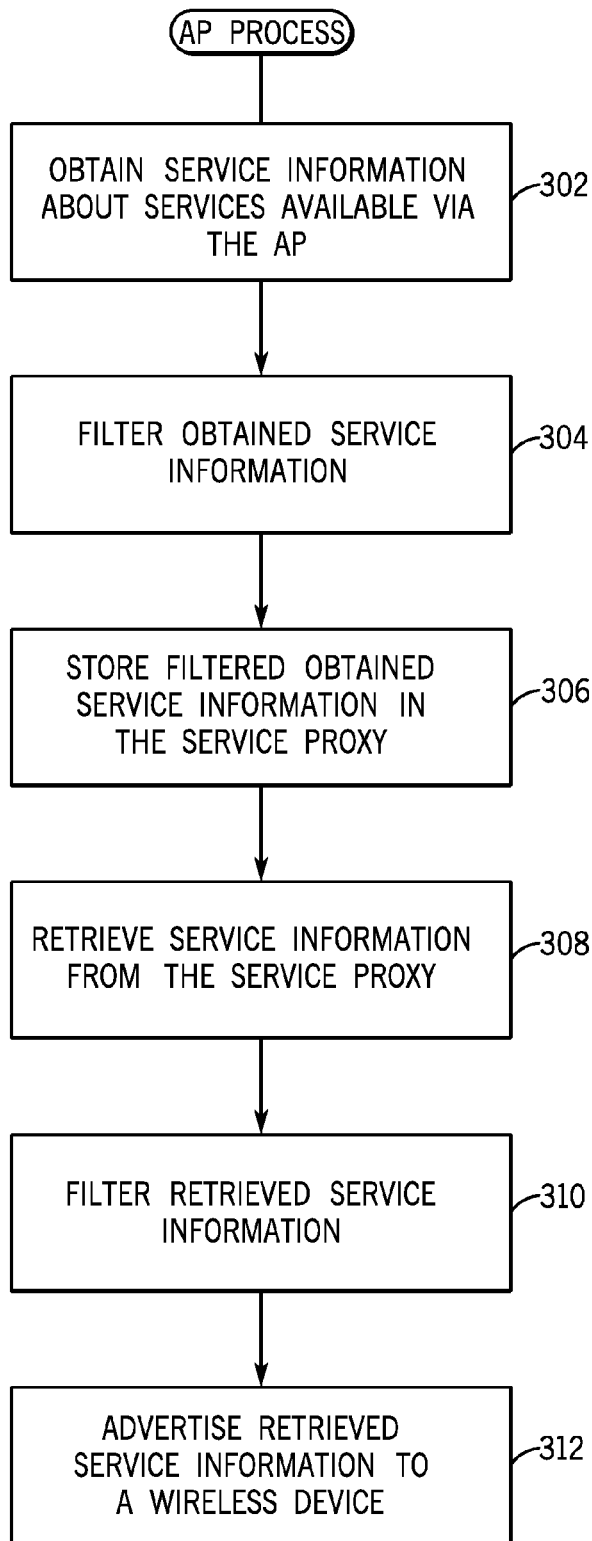 AP PROCESS
OBTAIN SERVICE INFORMATION
ABOUT SERVICES AVAILABLE VIA
THE AP
302
FILTER OBTAINED SERVICE
INFORMATION
304
STORE FILTERED OBTAINED
SERVICE INFORMATION IN
THE SERVICE PROXY
306
RETRIEVE SERVICE INFORMATION
FROM THE SERVICE PROXY
308
FILTER RETRIEVED SERVICE
INFORMATION
310
ADVERTISE RETRIEVED
SERVICE INFORMATION TO
A WIRELESS DEVICE
312